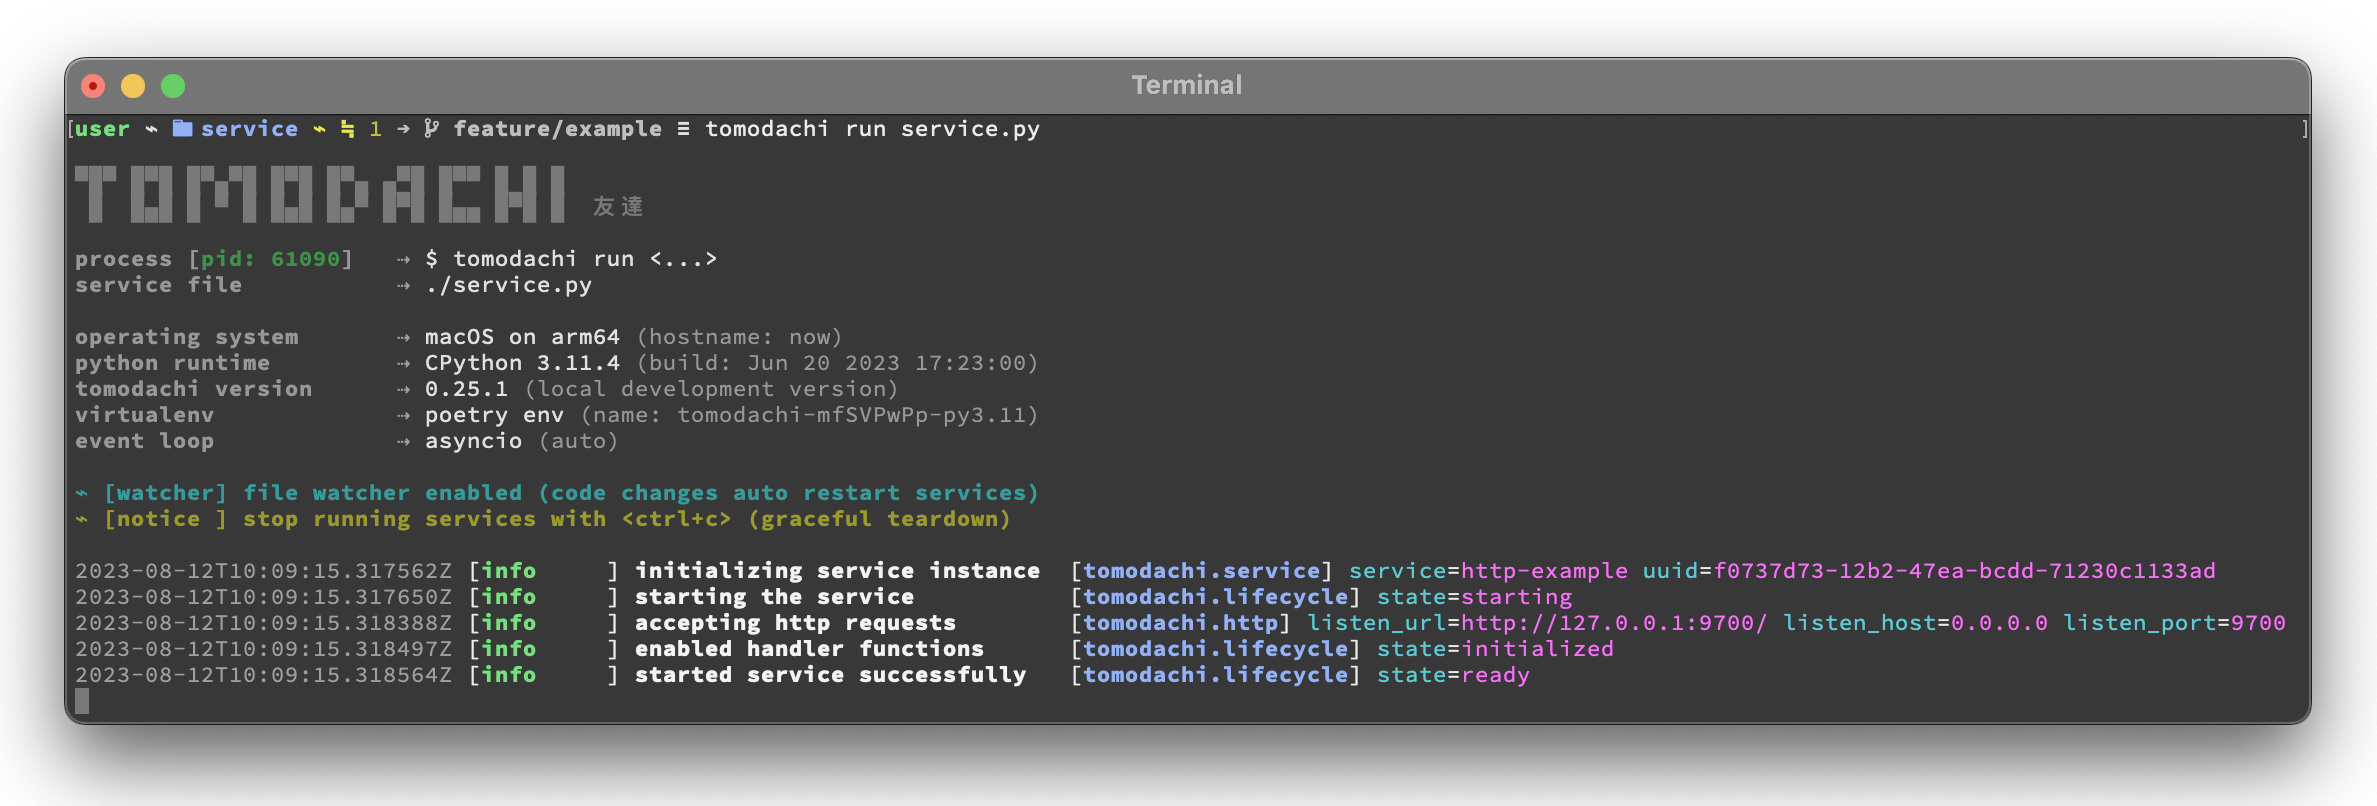 Terminal
[user ~ service ~ 1 → feature/example ≡ tomodachi run service.py ]
TOMODACHI 友達
process [pid: 61090] ⇢ $ tomodachi run <...>
service file ⇢ ./service.py
operating system ⇢ macOS on arm64 (hostname: now)
python runtime ⇢ CPython 3.11.4 (build: Jun 20 2023 17:23:00)
tomodachi version ⇢ 0.25.1 (local development version)
virtualenv ⇢ poetry env (name: tomodachi-mfSVPwPp-py3.11)
event loop ⇢ asyncio (auto)
⌁ [watcher] file watcher enabled (code changes auto restart services)
⌁ [notice ] stop running services with <ctrl+c> (graceful teardown)
2023-08-12T10:09:15.317562Z [info     ] initializing service instance  [tomodachi.service] service=http-example uuid=f0737d73-12b2-47ea-bcdd-71230c1133ad
2023-08-12T10:09:15.317650Z [info     ] starting the service           [tomodachi.lifecycle] state=starting
2023-08-12T10:09:15.318388Z [info     ] accepting http requests        [tomodachi.http] listen_url=http://127.0.0.1:9700/ listen_host=0.0.0.0 listen_port=9700
2023-08-12T10:09:15.318497Z [info     ] enabled handler functions      [tomodachi.lifecycle] state=initialized
2023-08-12T10:09:15.318564Z [info     ] started service successfully   [tomodachi.lifecycle] state=ready